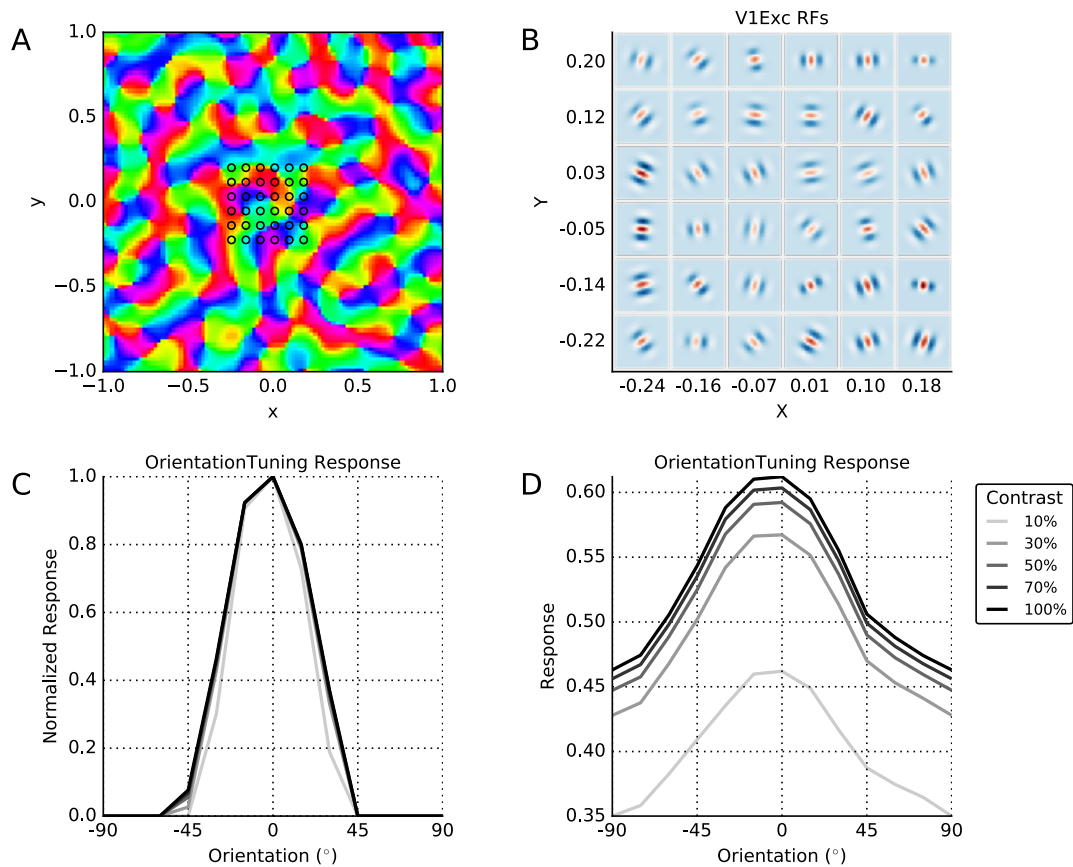 A
1.0
0.5
0.0
−0.5
−1.0
y
−1.0 −0.5 0.0 0.5 1.0
x
B
V1Exc RFs
0.20
0.12
0.03
-0.05
-0.14
-0.22
Y
-0.24 -0.16 -0.07 0.01 0.10 0.18
X
C
OrientationTuning Response
1.0
0.8
0.6
0.4
0.2
0.0
Normalized Response
-90 -45 0 45 90
Orientation (°)
D
OrientationTuning Response
0.60
0.55
0.50
0.45
0.40
0.35
Response
-90 -45 0 45 90
Orientation (°)
Contrast
10%
30%
50%
70%
100%